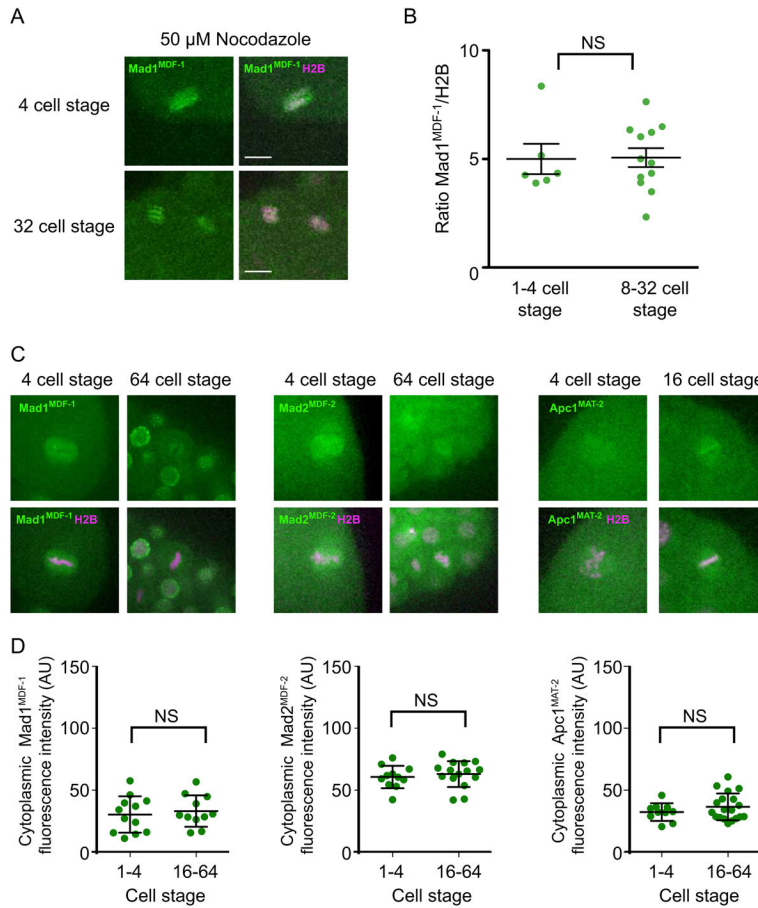 A
50 µM Nocodazole
Mad1MDF-1
Mad1MDF-1 H2B
4 cell stage
32 cell stage
B
NS
Ratio Mad1MDF-1/H2B
10
5
0
1-4 cell
stage
8-32 cell
stage
C
4 cell stage
64 cell stage
4 cell stage
64 cell stage
4 cell stage
16 cell stage
Mad1MDF-1
Mad2MDF-2
Apc1MAT-2
Mad1MDF-1 H2B
Mad2MDF-2 H2B
Apc1MAT-2 H2B
D
Cytoplasmic Mad1MDF-1
fluorescence intensity (AU)
150
100
50
0
NS
1-4
16-64
Cell stage
Cytoplasmic Mad2MDF-2
fluorescence intensity (AU)
150
100
50
0
NS
1-4
16-64
Cell stage
Cytoplasmic Apc1MAT-2
fluorescence intensity (AU)
150
100
50
0
NS
1-4
16-64
Cell stage